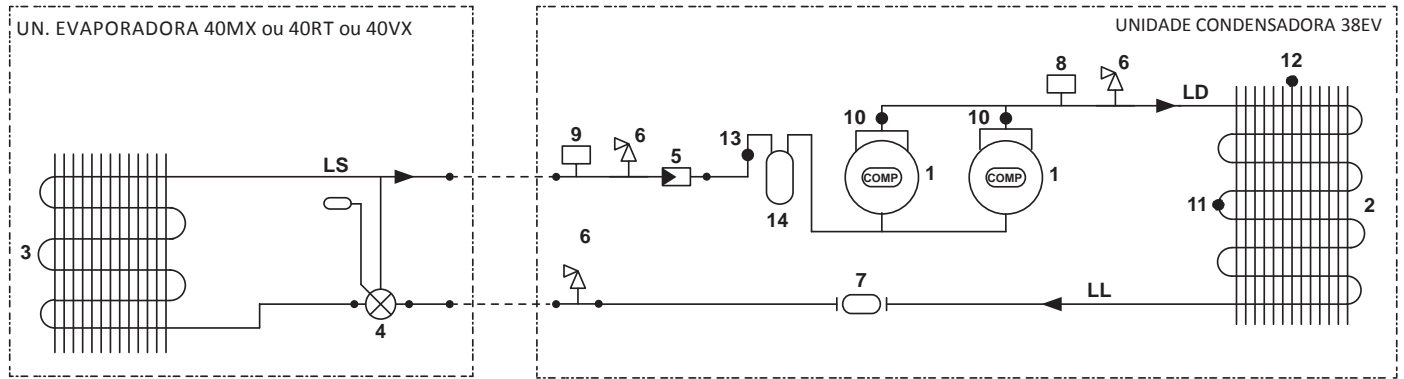 UN. EVAPORADORA 40MX ou 40RT ou 40VX
UNIDADE CONDENSADORA 38EV
8
6
12
LD
10
10
9
6
13
5
LS
COMP
1
COMP
1
14
11
2
3
6
7
LL
4